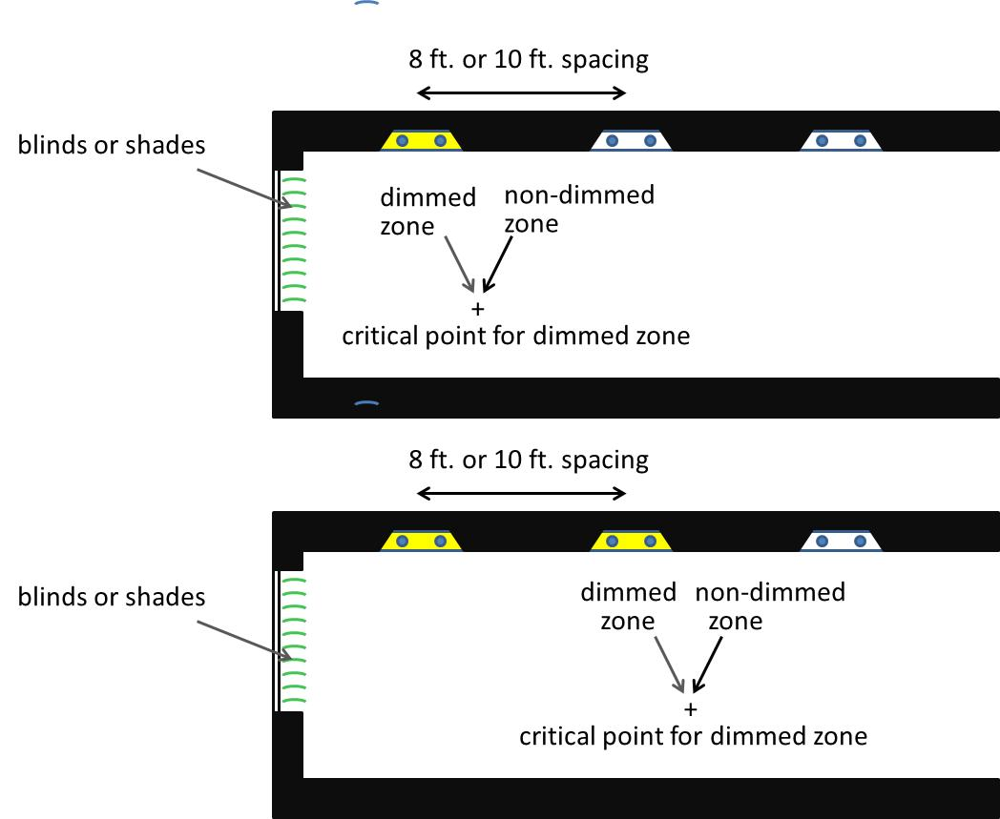 8 ft. or 10 ft. spacing
blinds or shades
dimmed
zone
non-dimmed
zone
+
critical point for dimmed zone
8 ft. or 10 ft. spacing
blinds or shades
dimmed
zone
non-dimmed
zone
+
critical point for dimmed zone